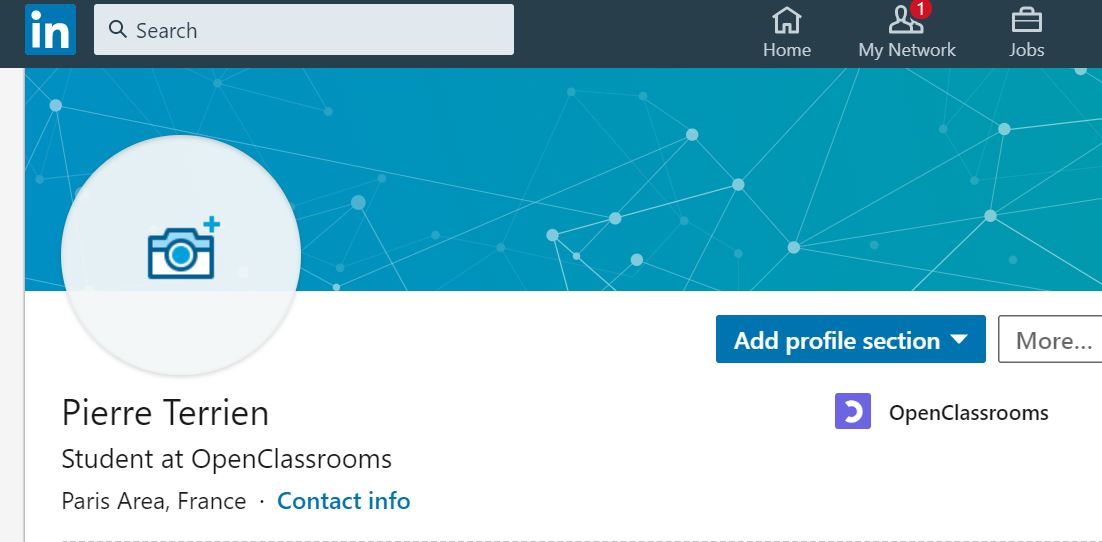 in Search
1
Home My Network Jobs
Add profile section More...
Pierre Terrien
OpenClassrooms
Student at OpenClassrooms
Paris Area, France · Contact info